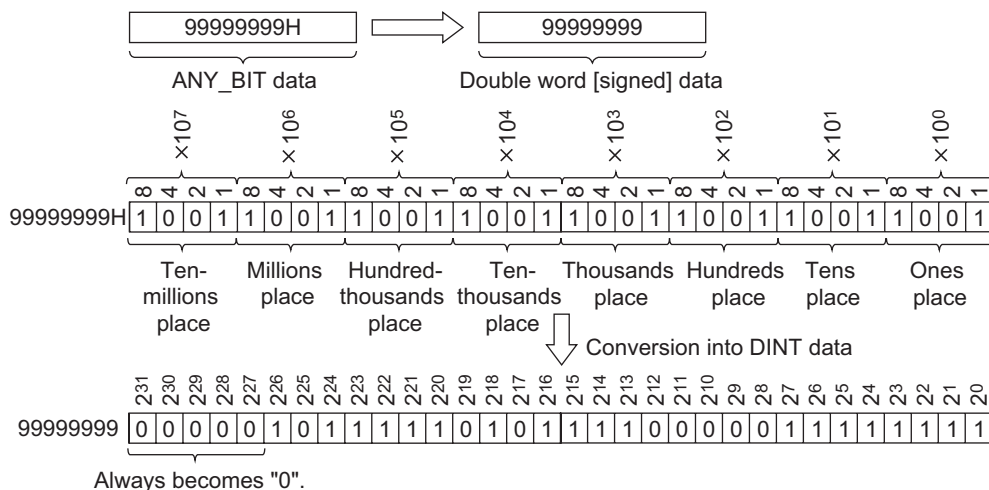 99999999H 99999999
ANY_BIT data Double word [signed] data
×10⁷ ×10⁶ ×10⁵ ×10⁴ ×10³ ×10² ×10¹ ×10⁰
8 4 2 1 8 4 2 1 8 4 2 1 8 4 2 1 8 4 2 1 8 4 2 1 8 4 2 1 8 4 2 1
99999999H 1 0 0 1 1 0 0 1 1 0 0 1 1 0 0 1 1 0 0 1 1 0 0 1 1 0 0 1 1 0 0 1
Ten- Millions Hundred- Ten- Thousands Hundreds Tens Ones
millions place thousands thousands place place place place
place place place
Conversion into DINT data
231 230 229 228 227 226 225 224 223 222 221 220 219 218 217 216 215 214 213 212 211 210 29 28 27 26 25 24 23 22 21 20
99999999 0 0 0 0 0 1 0 1 1 1 1 1 0 1 0 1 1 1 1 0 0 0 0 0 1 1 1 1 1 1 1 1
Always becomes "0".